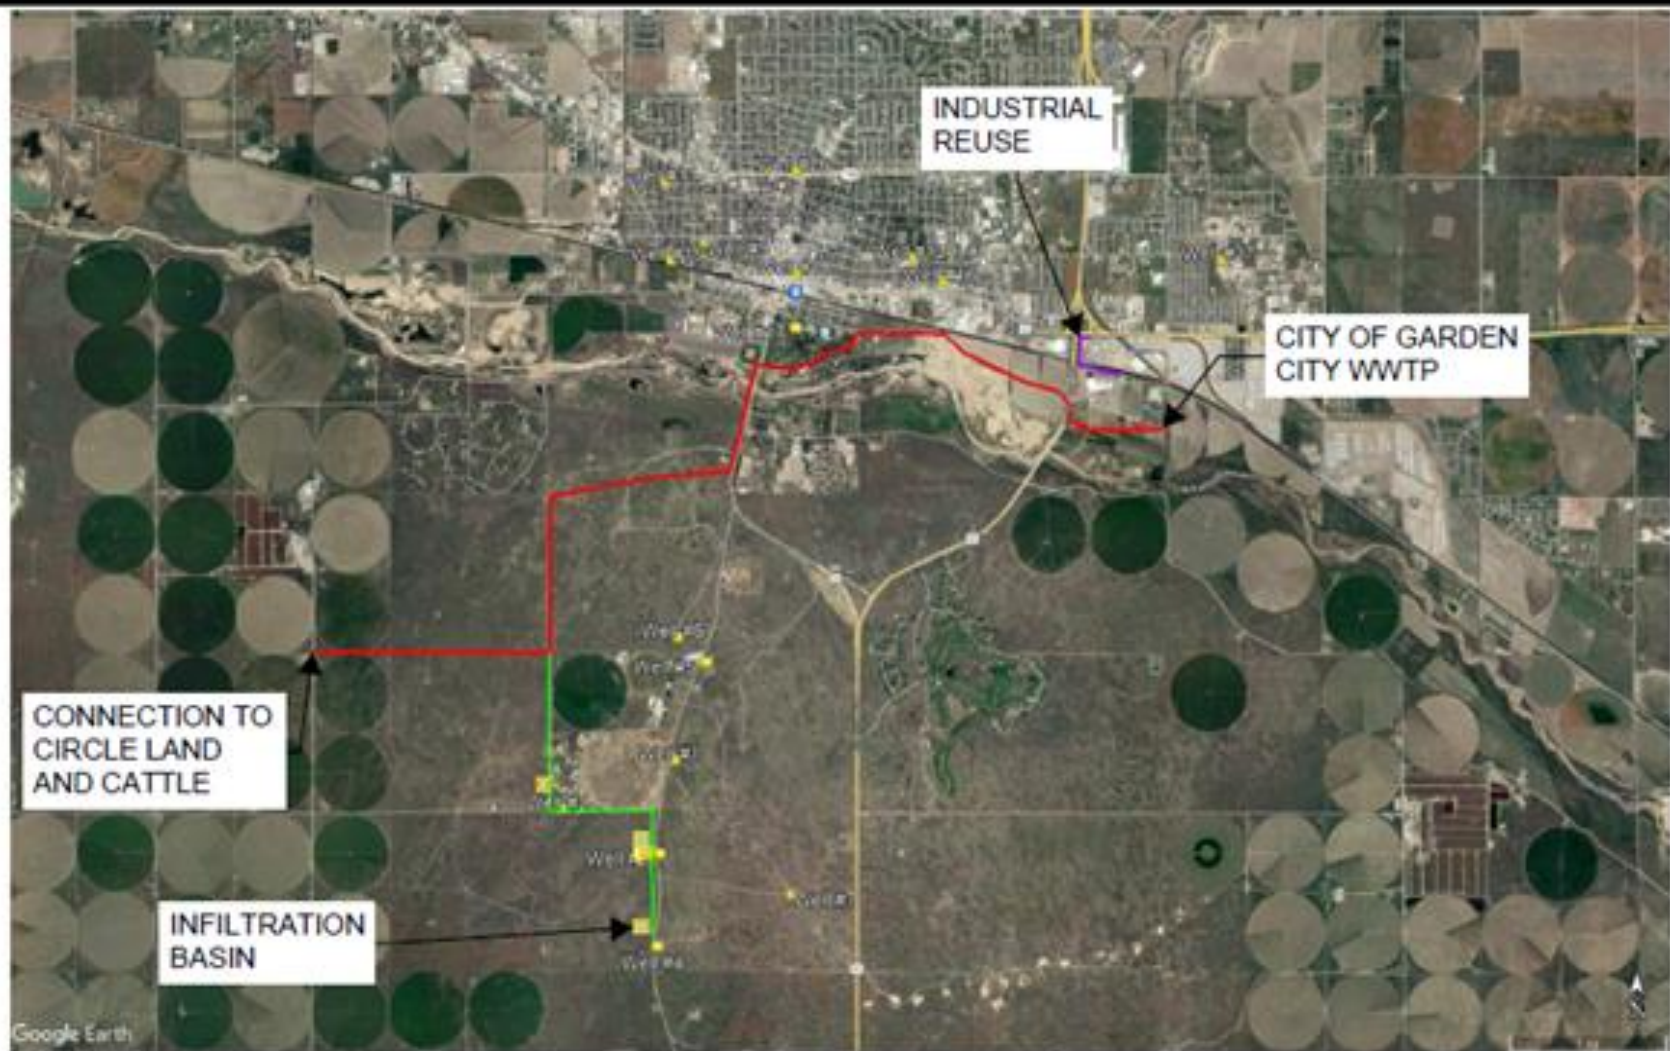 INDUSTRIAL
REUSE
CITY OF GARDEN
CITY WWTP
CONNECTION TO
CIRCLE LAND
AND CATTLE
INFILTRATION
BASIN
Google Earth